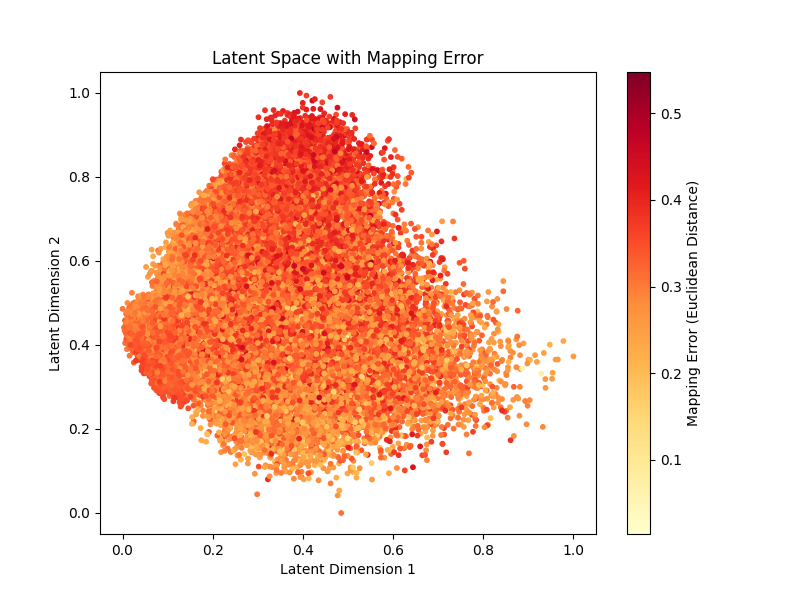 Latent Space with Mapping Error
1.0
0.8
0.6
0.4
0.2
0.0
Latent Dimension 2
0.0 0.2 0.4 0.6 0.8 1.0
Latent Dimension 1
0.5
0.4
0.3
0.2
0.1
Mapping Error (Euclidean Distance)